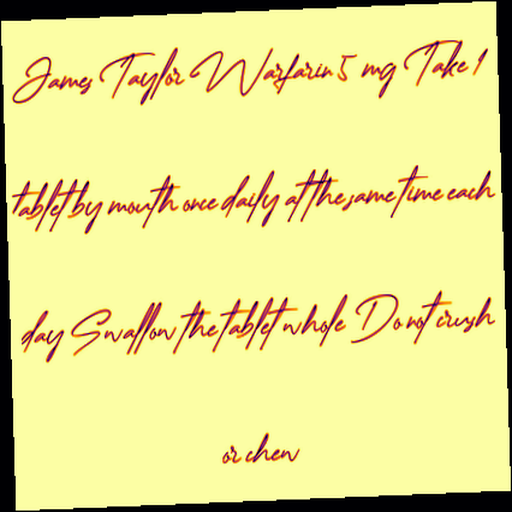 James Taylor Warfarin 5 mg Take 1
tablet by mouth once daily at the same time each
day Swallow the tablet whole Do not crush
or chew